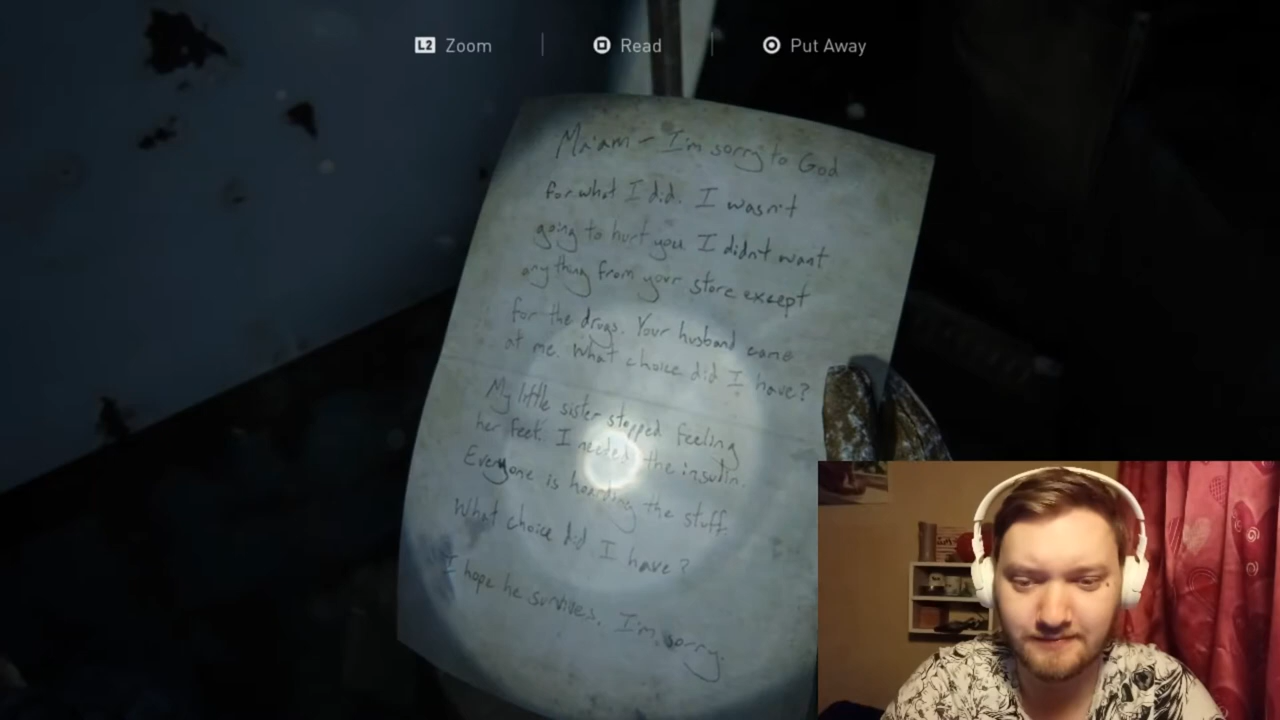 L2 Zoom | Read | Put Away
Ma'am - I'm sorry to God
for what I did. I wasn't
going to hurt you. I didn't want
anything from your store except
for the drugs. Your husband came
at me. What choice did I have?
My little sister stopped feeling
her feet. I needed the insulin.
Everyone is hoarding the stuff.
What choice did I have?
I hope he survives. I'm sorry.